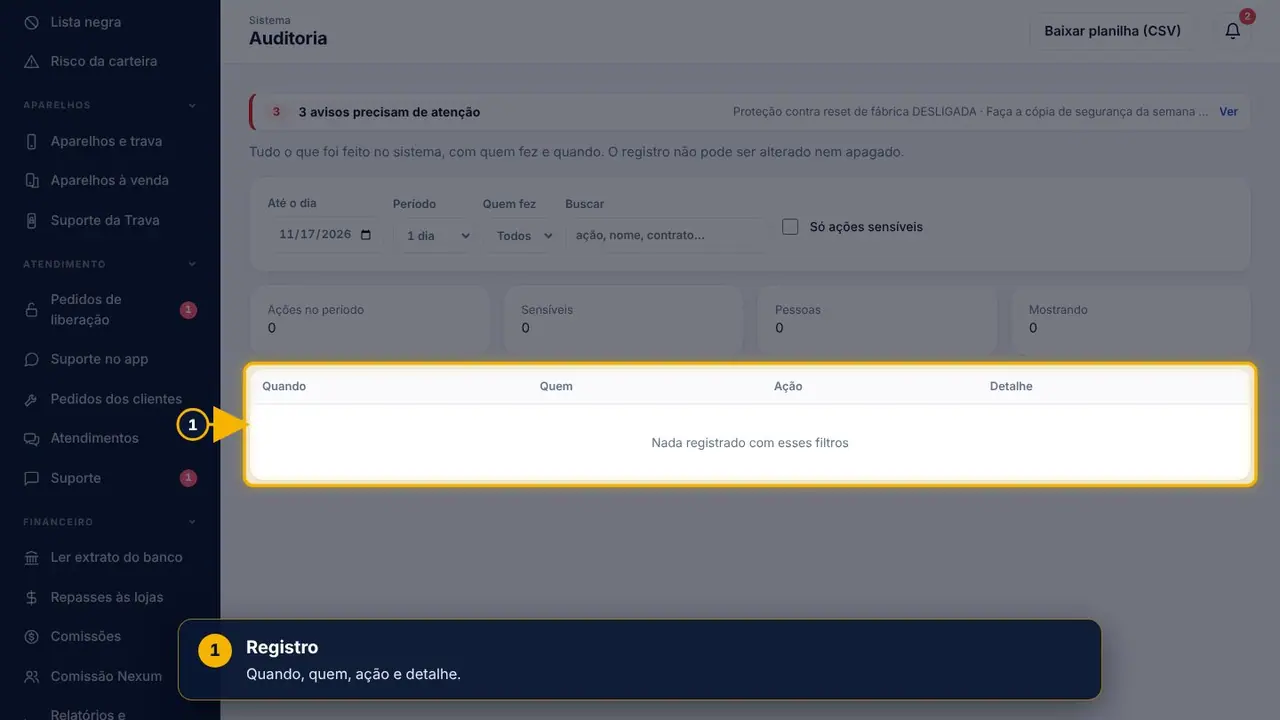 Lista negra
Risco da carteira
APARELHOS
Aparelhos e trava
Aparelhos à venda
Suporte da Trava
ATENDIMENTO
Pedidos de
liberação
1
Suporte no app
Pedidos dos clientes
Atendimentos
Suporte
1
FINANCEIRO
Ler extrato do banco
Repasses às lojas
Comissões
Comissão Nexum
Relatórios e
Sistema
Auditoria
Baixar planilha (CSV)
2
3
3 avisos precisam de atenção
Proteção contra reset de fábrica DESLIGADA · Faça a cópia de segurança da semana ...
Ver
Tudo o que foi feito no sistema, com quem fez e quando. O registro não pode ser alterado nem apagado.
Até o dia
Período
Quem fez
Buscar
11/17/2026
1 dia
Todos
ação, nome, contrato...
Só ações sensíveis
Ações no período
0
Sensíveis
0
Pessoas
0
Mostrando
0
Quando
Quem
Ação
Detalhe
1
Nada registrado com esses filtros
1
Registro
Quando, quem, ação e detalhe.